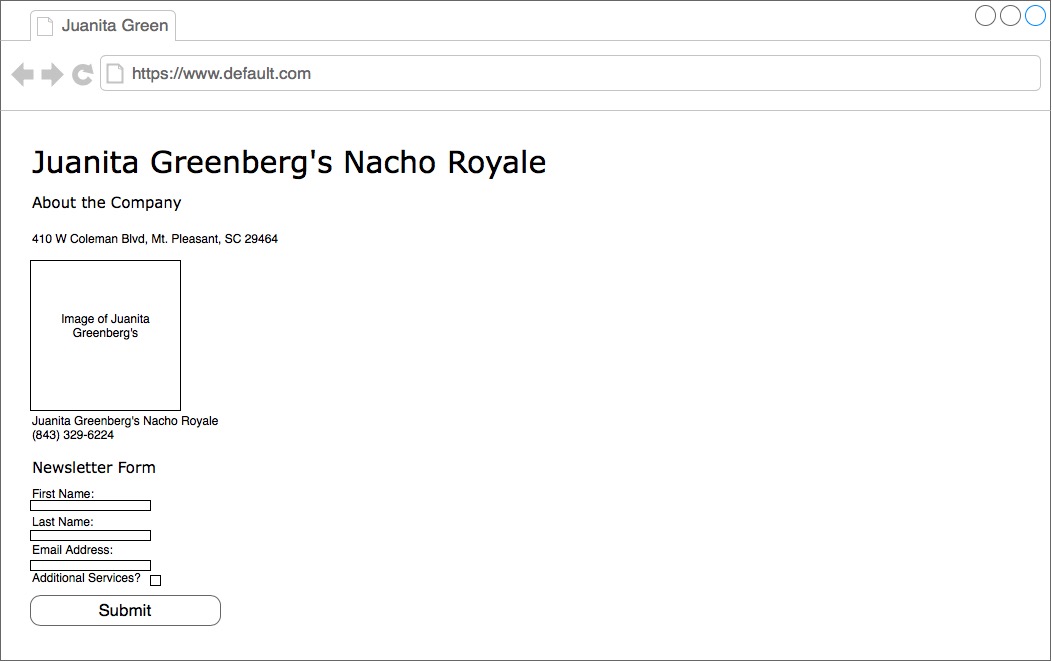 Juanita Green
https://www.default.com
Juanita Greenberg's Nacho Royale
About the Company
410 W Coleman Blvd, Mt. Pleasant, SC 29464
Image of Juanita
Greenberg's
Juanita Greenberg's Nacho Royale
(843) 329-6224
Newsletter Form
First Name:
Last Name:
Email Address:
Additional Services?
Submit